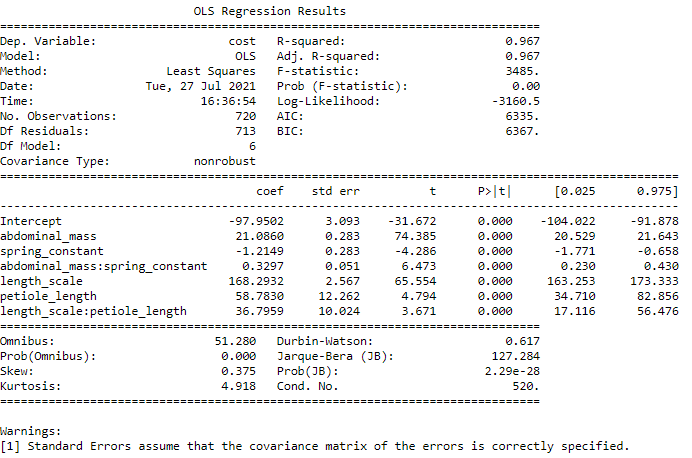 OLS Regression Results
Dep. Variable: cost R-squared: 0.967
Model: OLS Adj. R-squared: 0.967
Method: Least Squares F-statistic: 3485.
Date: Tue, 27 Jul 2021 Prob (F-statistic): 0.00
Time: 16:36:54 Log-Likelihood: -3160.5
No. Observations: 720 AIC: 6335.
Df Residuals: 713 BIC: 6367.
Df Model: 6
Covariance Type: nonrobust
coef std err t P>|t| [0.025 0.975]
Intercept -97.9502 3.093 -31.672 0.000 -104.022 -91.878
abdominal_mass 21.0860 0.283 74.385 0.000 20.529 21.643
spring_constant -1.2149 0.283 -4.286 0.000 -1.771 -0.658
abdominal_mass:spring_constant 0.3297 0.051 6.473 0.000 0.230 0.430
length_scale 168.2932 2.567 65.554 0.000 163.253 173.333
petiole_length 58.7830 12.262 4.794 0.000 34.710 82.856
length_scale:petiole_length 36.7959 10.024 3.671 0.000 17.116 56.476
Omnibus: 51.280 Durbin-Watson: 0.617
Prob(Omnibus): 0.000 Jarque-Bera (JB): 127.284
Skew: 0.375 Prob(JB): 2.29e-28
Kurtosis: 4.918 Cond. No. 520.
Warnings:
[1] Standard Errors assume that the covariance matrix of the errors is correctly specified.